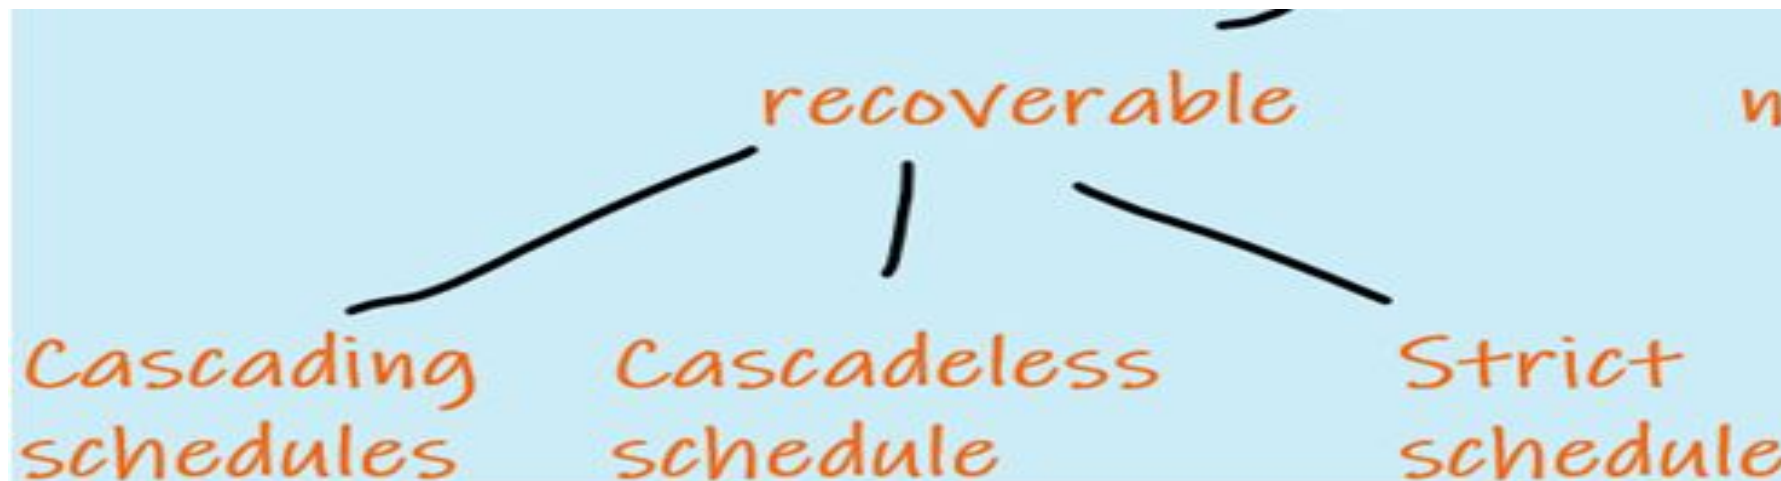 recoverable
Cascading Cascadeless Strict
schedules schedule schedule